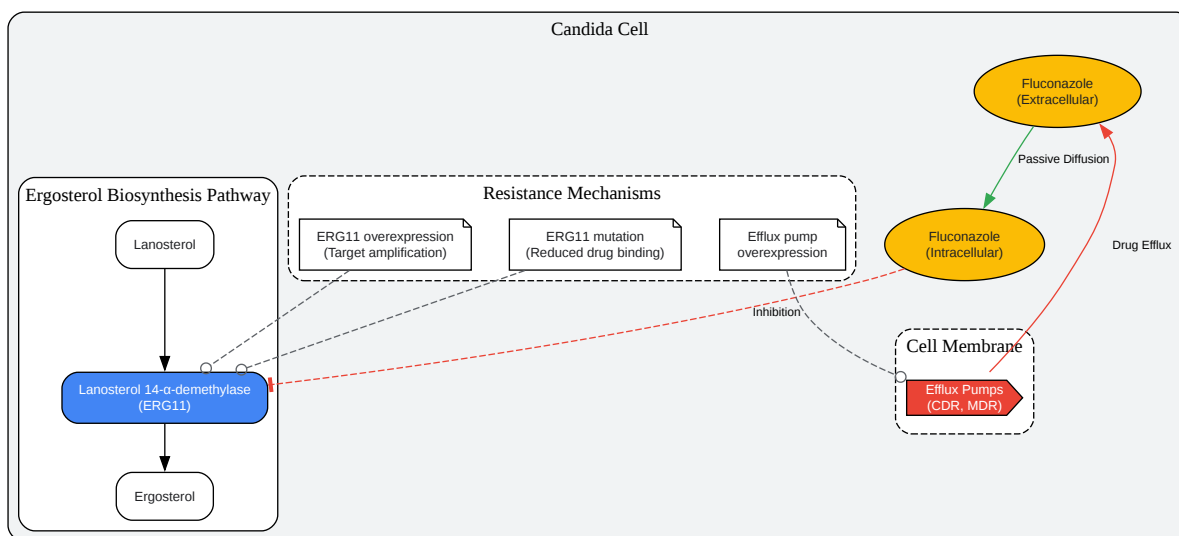 Candida Cell
Fluconazole
(Extracellular)
Passive Diffusion
Ergosterol Biosynthesis Pathway
Resistance Mechanisms
Lanosterol
ERG11 overexpression
(Target amplification)
ERG11 mutation
(Reduced drug binding)
Efflux pump
overexpression
Fluconazole
(Intracellular)
Drug Efflux
Inhibition
Cell Membrane
Lanosterol 14-α-demethylase
(ERG11)
Efflux Pumps
(CDR, MDR)
Ergosterol